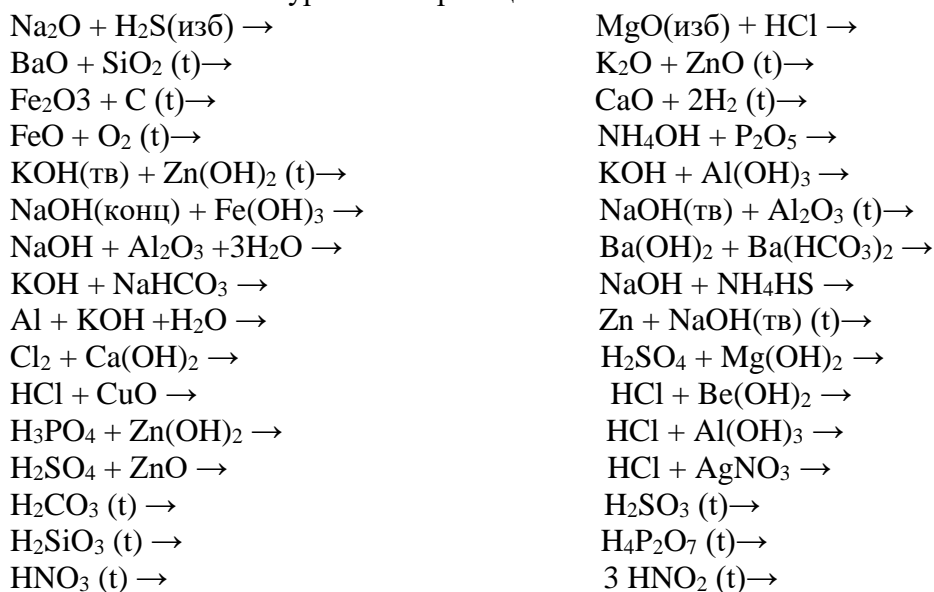 Na₂O + H₂S(изб) → MgO(изб) + HCl →
BaO + SiO₂ (t)→ K₂O + ZnO (t)→
Fe₂O3 + C (t)→ CaO + 2H₂ (t)→
FeO + O₂ (t)→ NH₄OH + P₂O₅ →
KOH(тв) + Zn(OH)₂ (t)→ KOH + Al(OH)₃ →
NaOH(конц) + Fe(OH)₃ → NaOH(тв) + Al₂O₃ (t)→
NaOH + Al₂O₃ +3H₂O → Ba(OH)₂ + Ba(HCO₃)₂ →
KOH + NaHCO₃ → NaOH + NH₄HS →
Al + KOH +H₂O → Zn + NaOH(тв) (t)→
Cl₂ + Ca(OH)₂ → H₂SO₄ + Mg(OH)₂ →
HCl + CuO → HCl + Be(OH)₂ →
H₃PO₄ + Zn(OH)₂ → HCl + Al(OH)₃ →
H₂SO₄ + ZnO → HCl + AgNO₃ →
H₂CO₃ (t) → H₂SO₃ (t)→
H₂SiO₃ (t) → H₄P₂O₇ (t)→
HNO₃ (t) → 3 HNO₂ (t)→